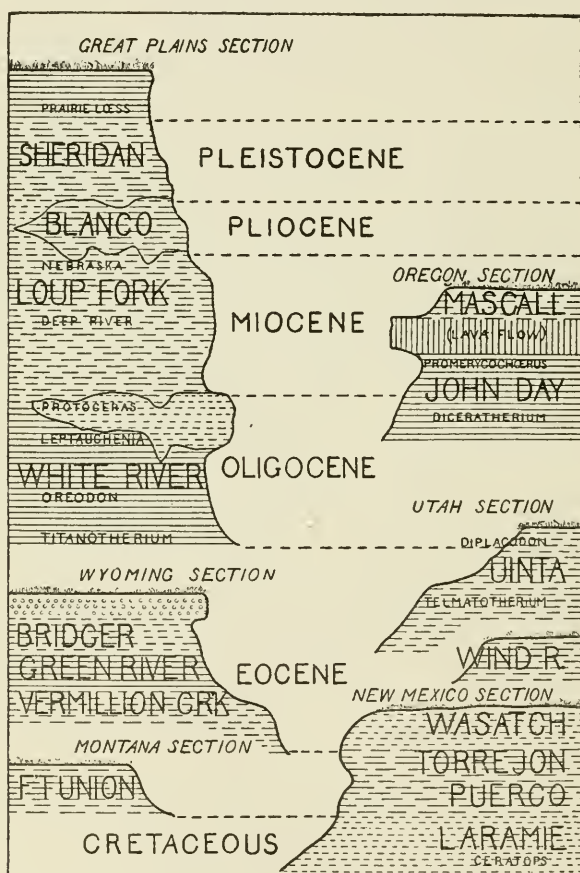 GREAT PLAINS SECTION
PRAIRIE LŒSS
SHERIDAN
PLEISTOCENE
BLANCO
PLIOCENE
NEBRASKA
LOUP FORK
DEEP RIVER
MIOCENE
OREGON SECTION
MASCALL
(LAVA FLOW)
PROMERYCOCHŒRUS
JOHN DAY
DICERATHERIUM
PROTOCERAS
LEPTAUCHENIA
WHITE RIVER
OREODON
TITANOTHERIUM
OLIGOCENE
UTAH SECTION
DIPLACODON
UINTA
TELMATOTHERIUM
WIND R.
WYOMING SECTION
BRIDGER
GREEN RIVER
VERMILLION CRK
EOCENE
NEW MEXICO SECTION
WASATCH
TORREJON
PUERCO
LARAMIE
CERATOPS
MONTANA SECTION
FT UNION
CRETACEOUS